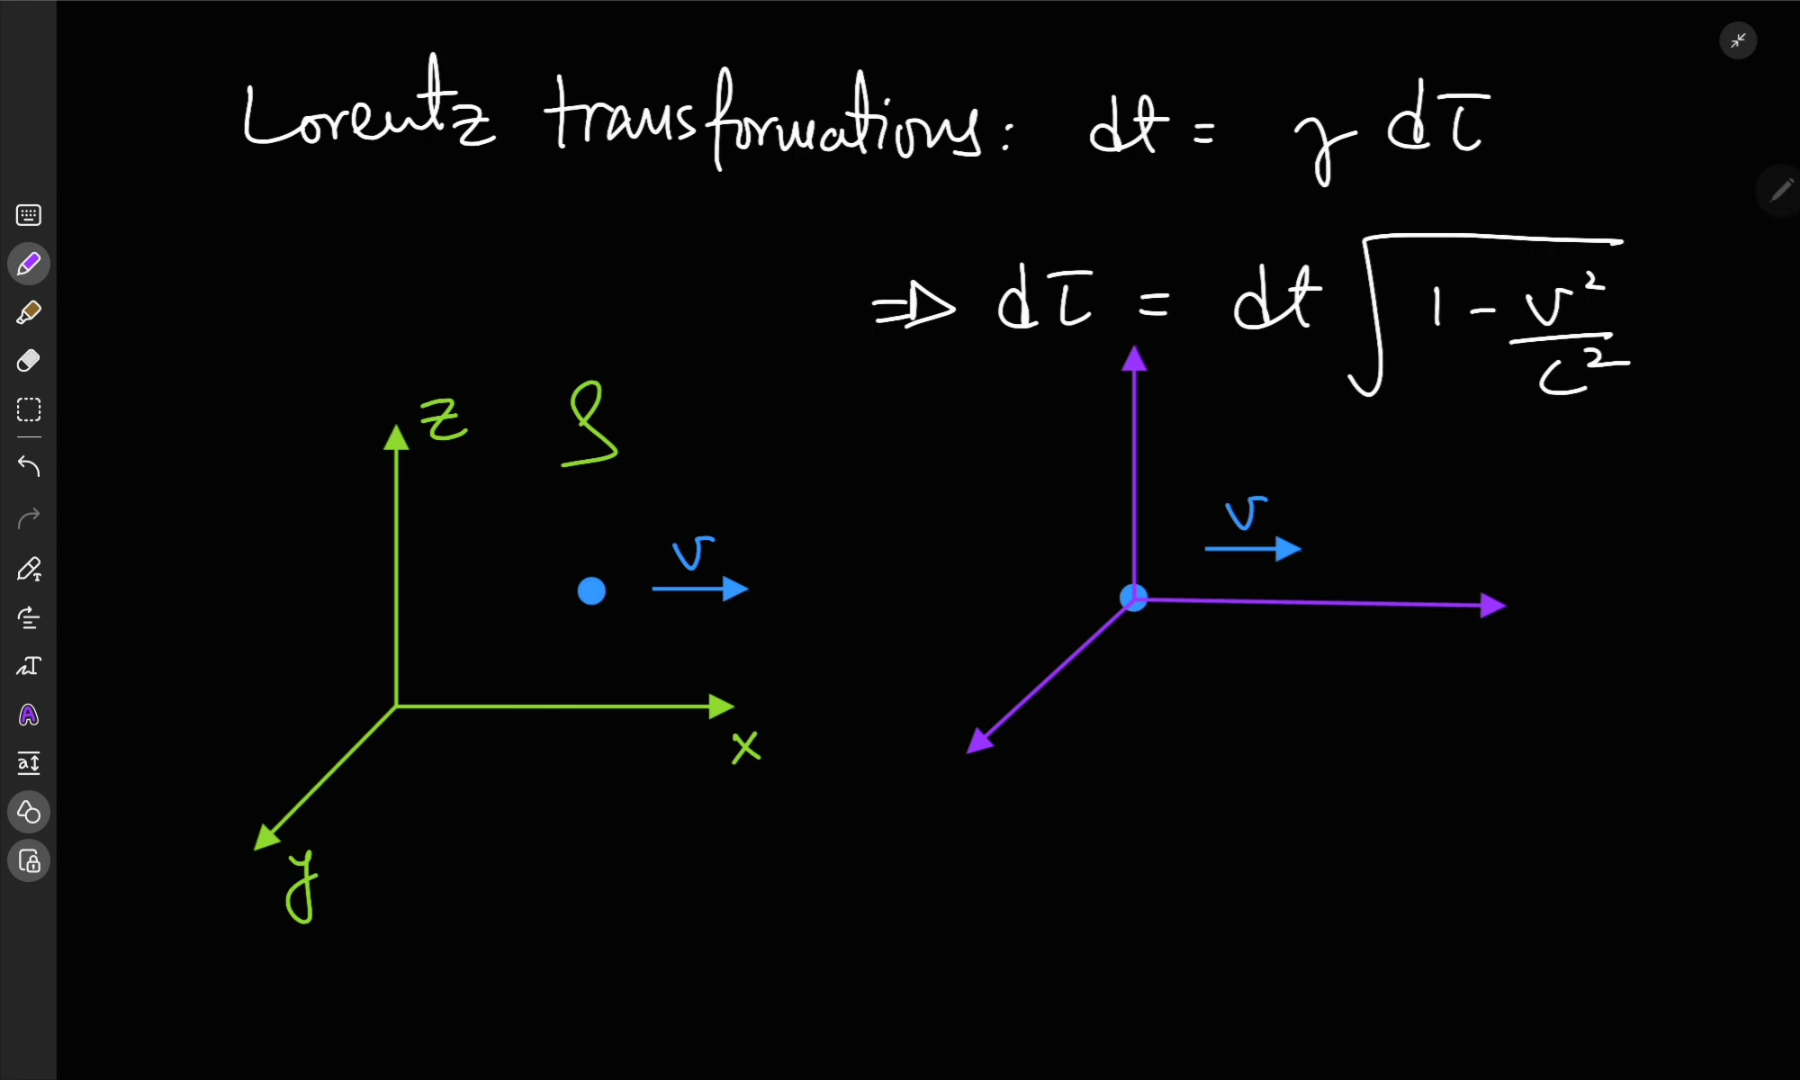 Lorentz transformations: dt = γ dτ
⇒ dτ = dt √(1 - v²/c²)
z S
v
v
x
y